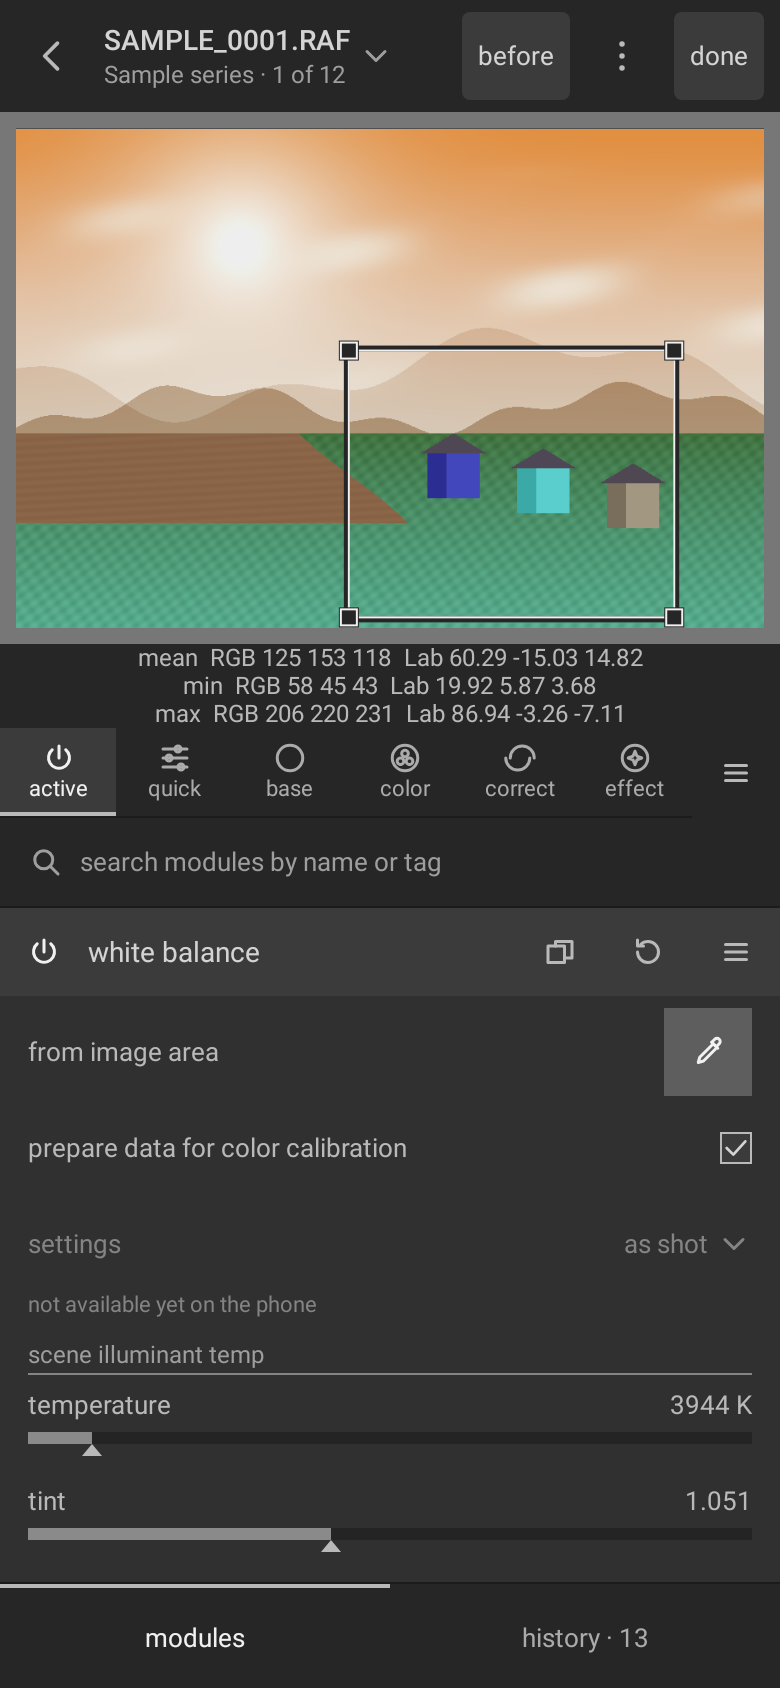 SAMPLE_0001.RAF
Sample series · 1 of 12
before
done
mean RGB 125 153 118 Lab 60.29 -15.03 14.82
min RGB 58 45 43 Lab 19.92 5.87 3.68
max RGB 206 220 231 Lab 86.94 -3.26 -7.11
active quick base color correct effect
search modules by name or tag
white balance
from image area
prepare data for color calibration
settings as shot
not available yet on the phone
scene illuminant temp
temperature 3944 K
tint 1.051
modules history · 13